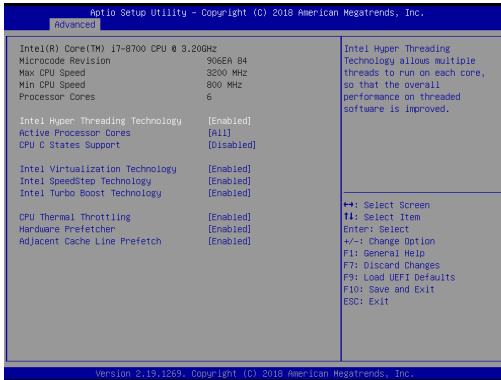 Aptio Setup Utility - Copyright (C) 2018 American Megatrends, Inc.
Advanced
Intel(R) Core(TM) i7-8700 CPU @ 3.20GHz
Microcode Revision 906EA 84
Max CPU Speed 3200 MHz
Min CPU Speed 800 MHz
Processor Cores 6
Intel Hyper Threading Technology [Enabled]
Active Processor Cores [All]
CPU C States Support [Disabled]
Intel Virtualization Technology [Enabled]
Intel SpeedStep Technology [Enabled]
Intel Turbo Boost Technology [Enabled]
CPU Thermal Throttling [Enabled]
Hardware Prefetcher [Enabled]
Adjacent Cache Line Prefetch [Enabled]
Intel Hyper Threading
Technology allows multiple
threads to run on each core,
so that the overall
performance on threaded
software is improved.
↔: Select Screen
↑↓: Select Item
Enter: Select
+/-: Change Option
F1: General Help
F7: Discard Changes
F9: Load UEFI Defaults
F10: Save and Exit
ESC: Exit
Version 2.19.1269. Copyright (C) 2018 American Megatrends, Inc.